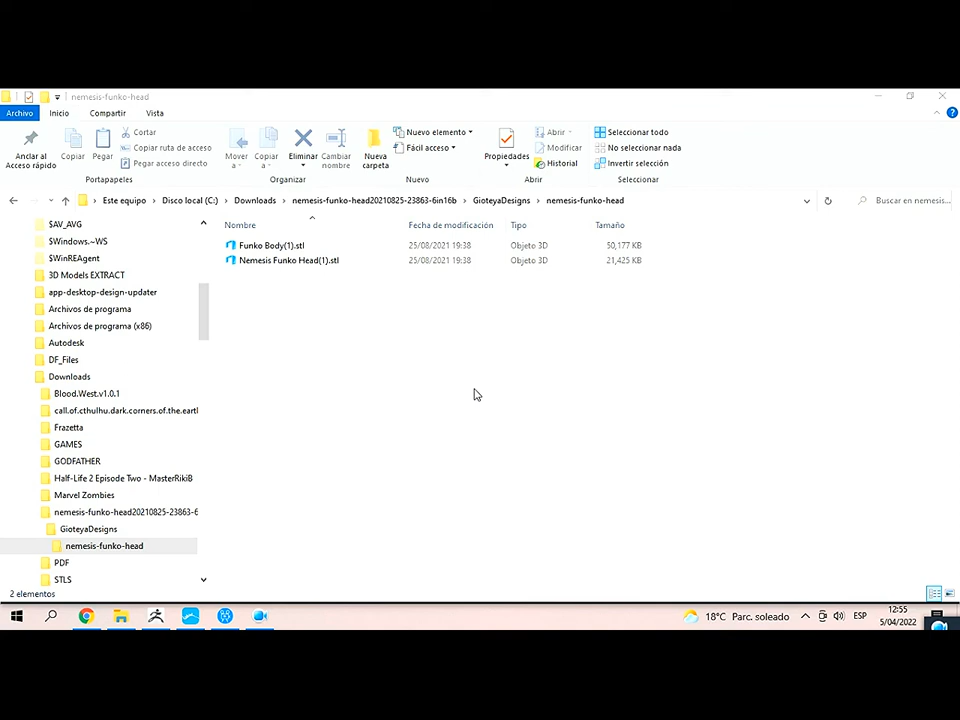 nemesis-funko-head
Archivo Inicio Compartir Vista
Anclar al Acceso rápido
Copiar
Pegar
Cortar
Copiar ruta de acceso
Pegar acceso directo
Portapapeles
Mover a
Copiar a
Eliminar
Cambiar nombre
Organizar
Nueva carpeta
Nuevo elemento
Fácil acceso
Nuevo
Propiedades
Abrir
Modificar
Historial
Abrir
Seleccionar todo
No seleccionar nada
Invertir selección
Seleccionar
Este equipo > Disco local (C:) > Downloads > nemesis-funko-head20210825-23863-6in16b > GioteyaDesigns > nemesis-funko-head
Buscar en nemesis...
Nombre Fecha de modificación Tipo Tamaño
Funko Body(1).stl 25/08/2021 19:38 Objeto 3D 50,177 KB
Nemesis Funko Head(1).stl 25/08/2021 19:38 Objeto 3D 21,425 KB
$AV_AVG
$Windows.~WS
$WinREAgent
3D Models EXTRACT
app-desktop-design-updater
Archivos de programa
Archivos de programa (x86)
Autodesk
DF_Files
Downloads
Blood.West.v1.0.1
call.of.cthulhu.dark.corners.of.the.eartl
Frazetta
GAMES
GODFATHER
Half-Life 2 Episode Two - MasterRikiB
Marvel Zombies
nemesis-funko-head20210825-23863-6
GioteyaDesigns
nemesis-funko-head
PDF
STLS
2 elementos
18°C Parc. soleado
ESP
12:55
5/04/2022